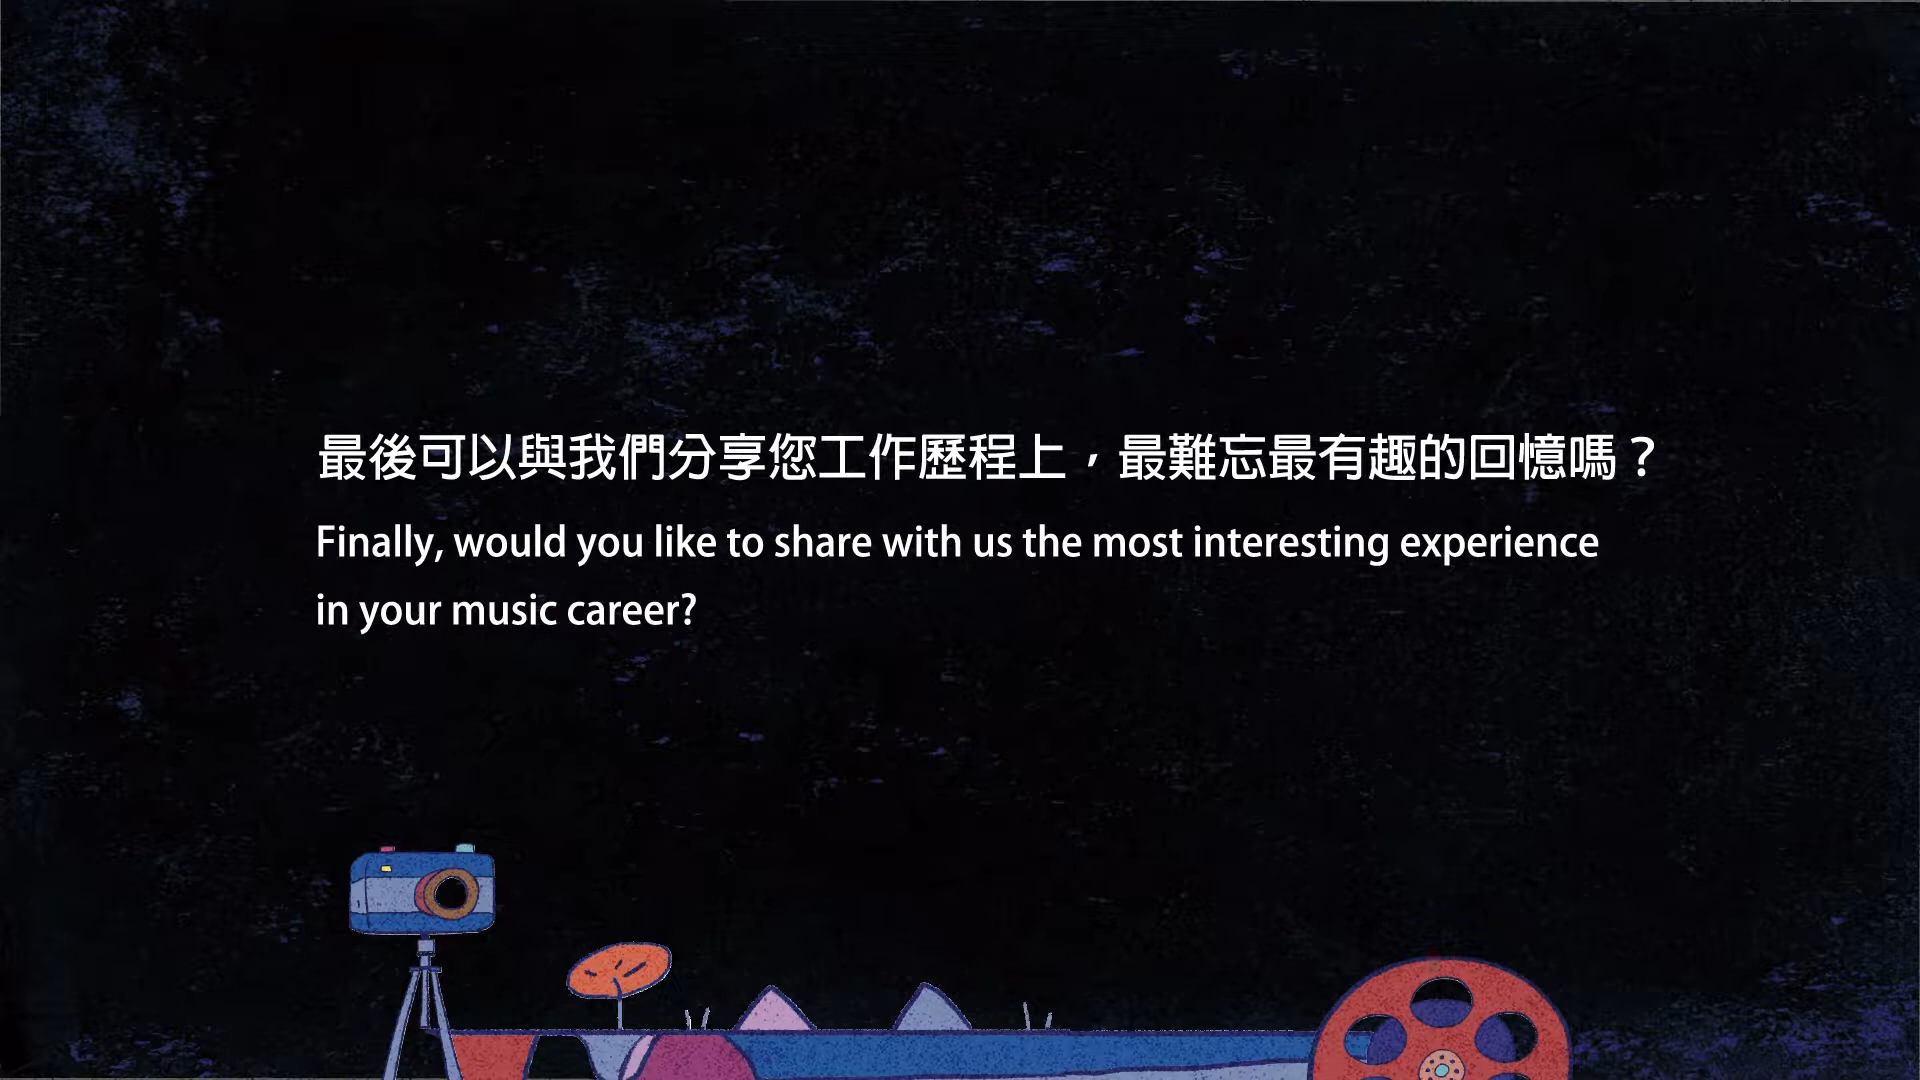 最後可以與我們分享您工作歷程上，最難忘最有趣的回憶嗎？
Finally, would you like to share with us the most interesting experience
in your music career?